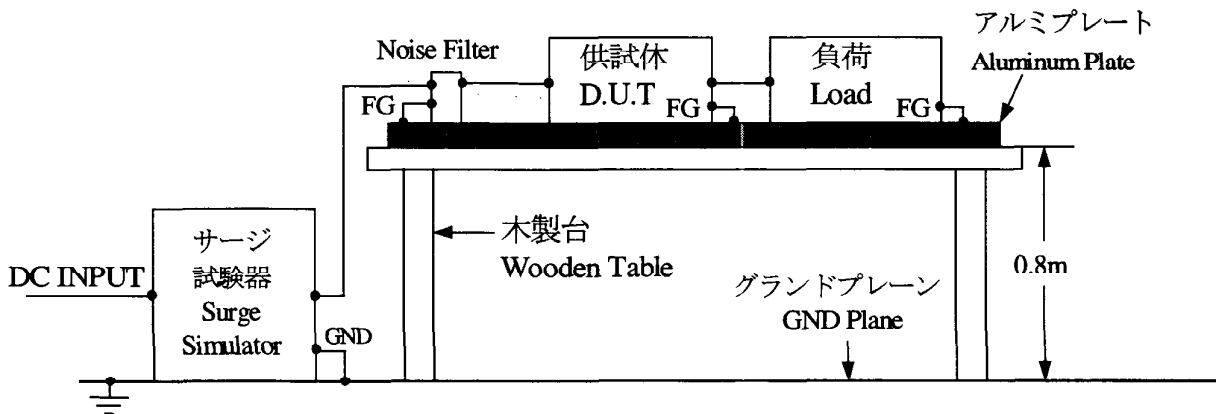 アルミプレート
Aluminum Plate
Noise Filter
供試休
D.U.T
負荷
Load
FG
FG
FG
サージ
試験器
Surge
Simulator
DC INPUT
GND
木製台
Wooden Table
グランドプレーン
GND Plane
0.8m